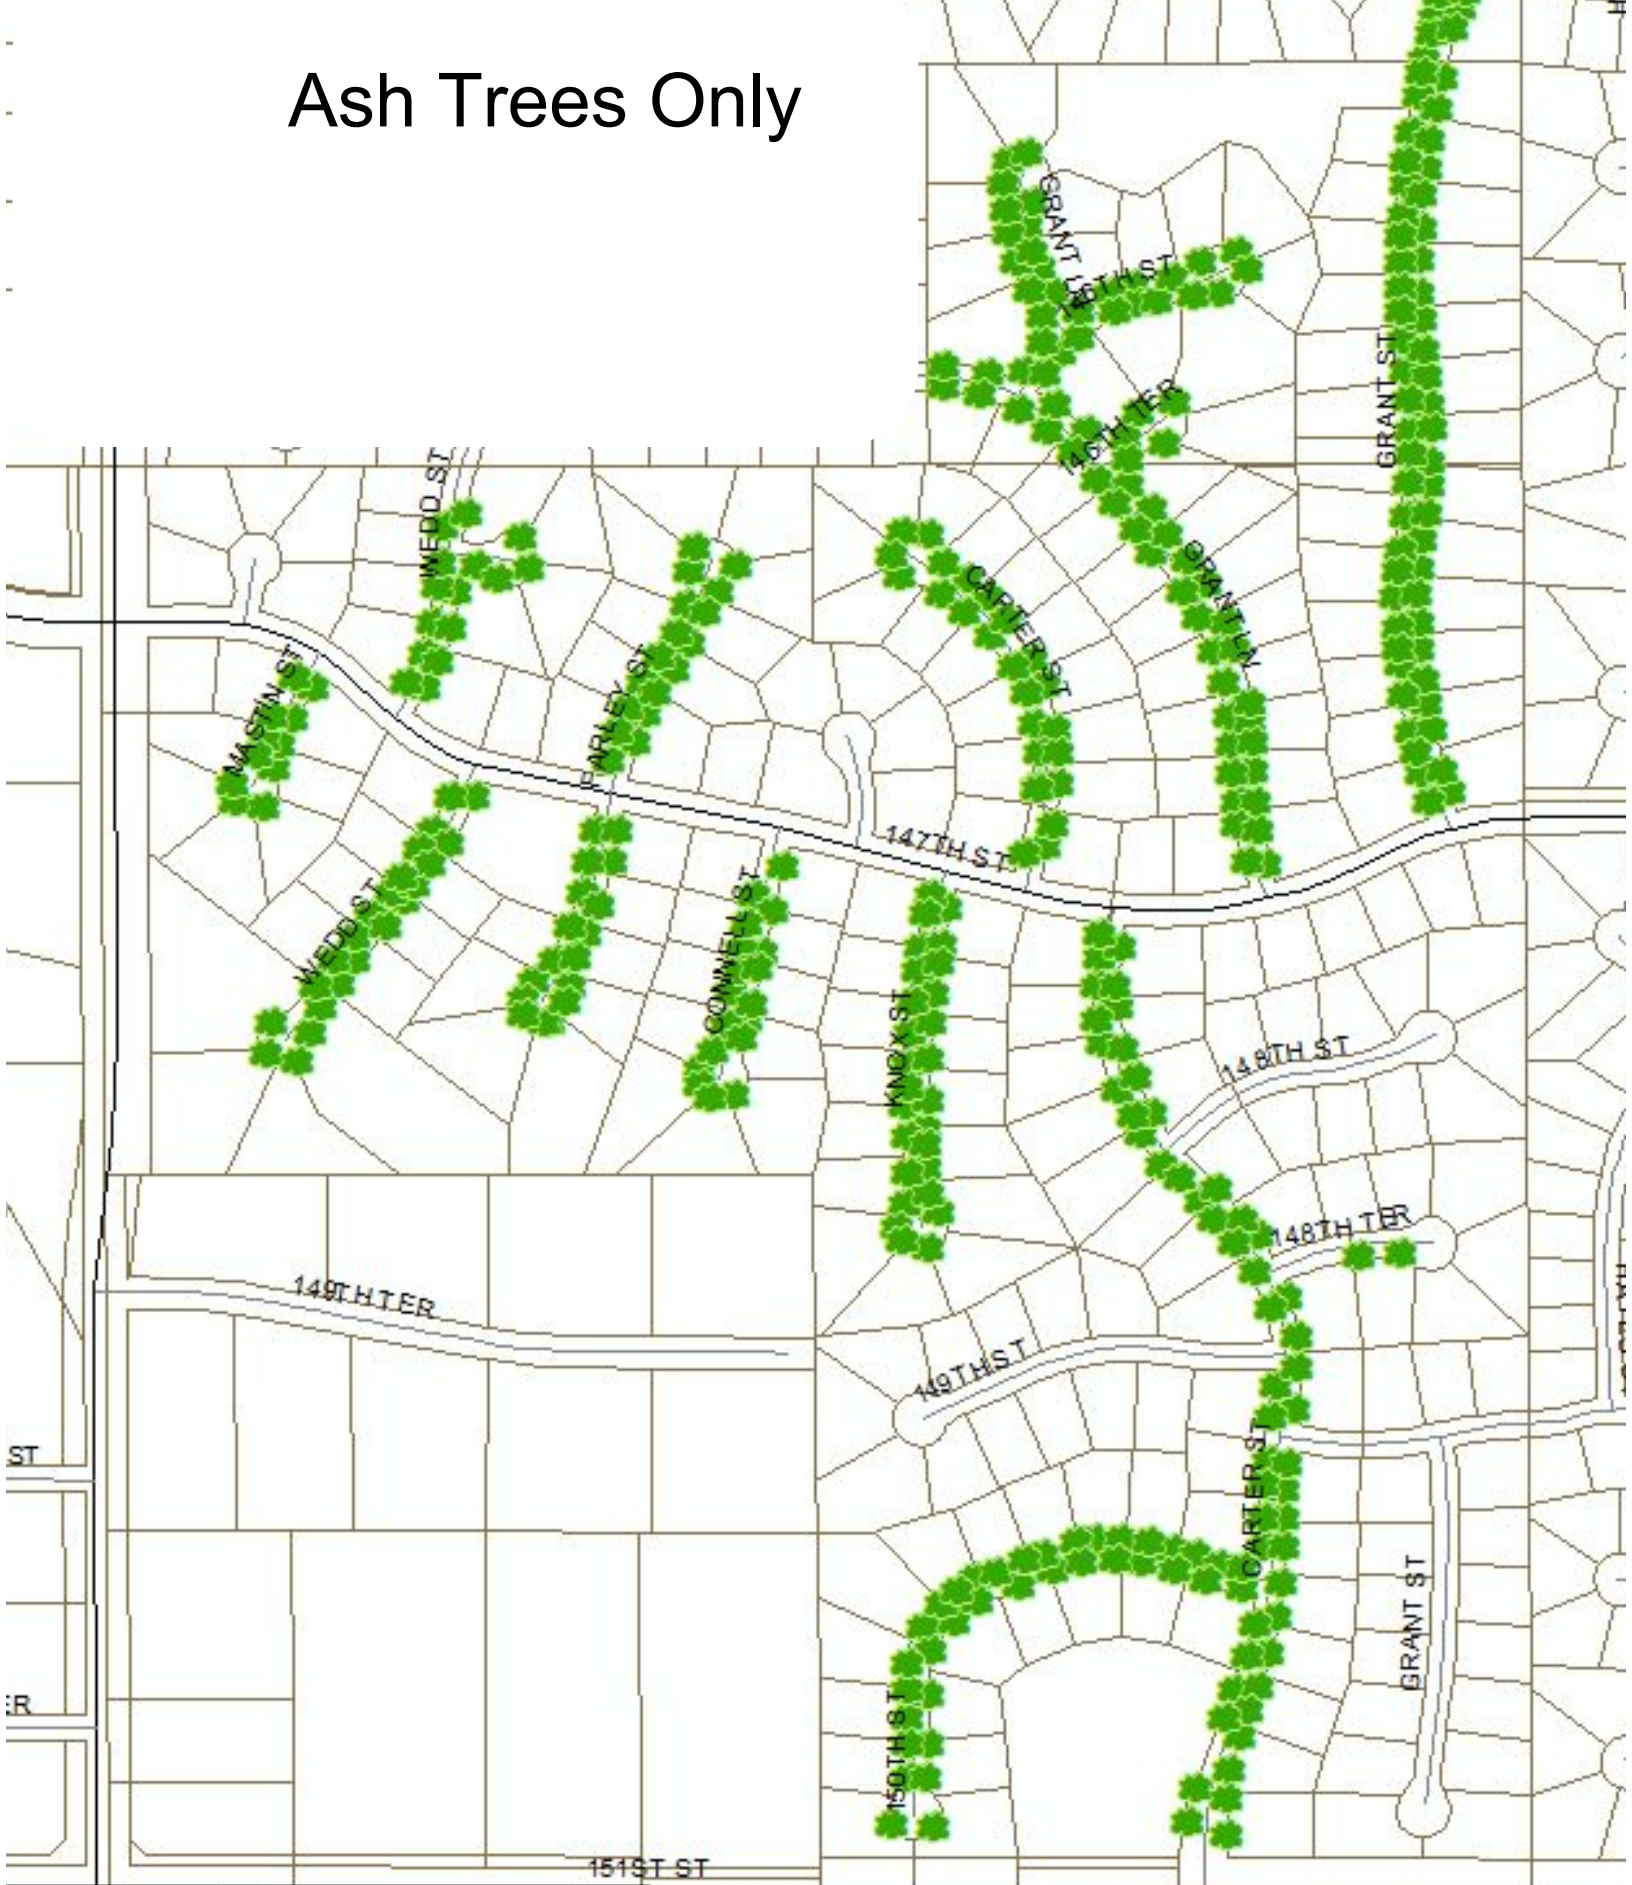 Ash Trees Only
GRANT LN
146TH ST
GRANT ST
146TH TER
WEDD ST
CARTER ST
GRANT LN
MASTIN ST
FARLEY ST
147TH ST
WEDD ST
CONNELL ST
KNOX ST
148TH ST
148TH TER
149TH TER
149TH ST
CARTER ST
ST
GRANT ST
ER
150TH ST
151ST ST